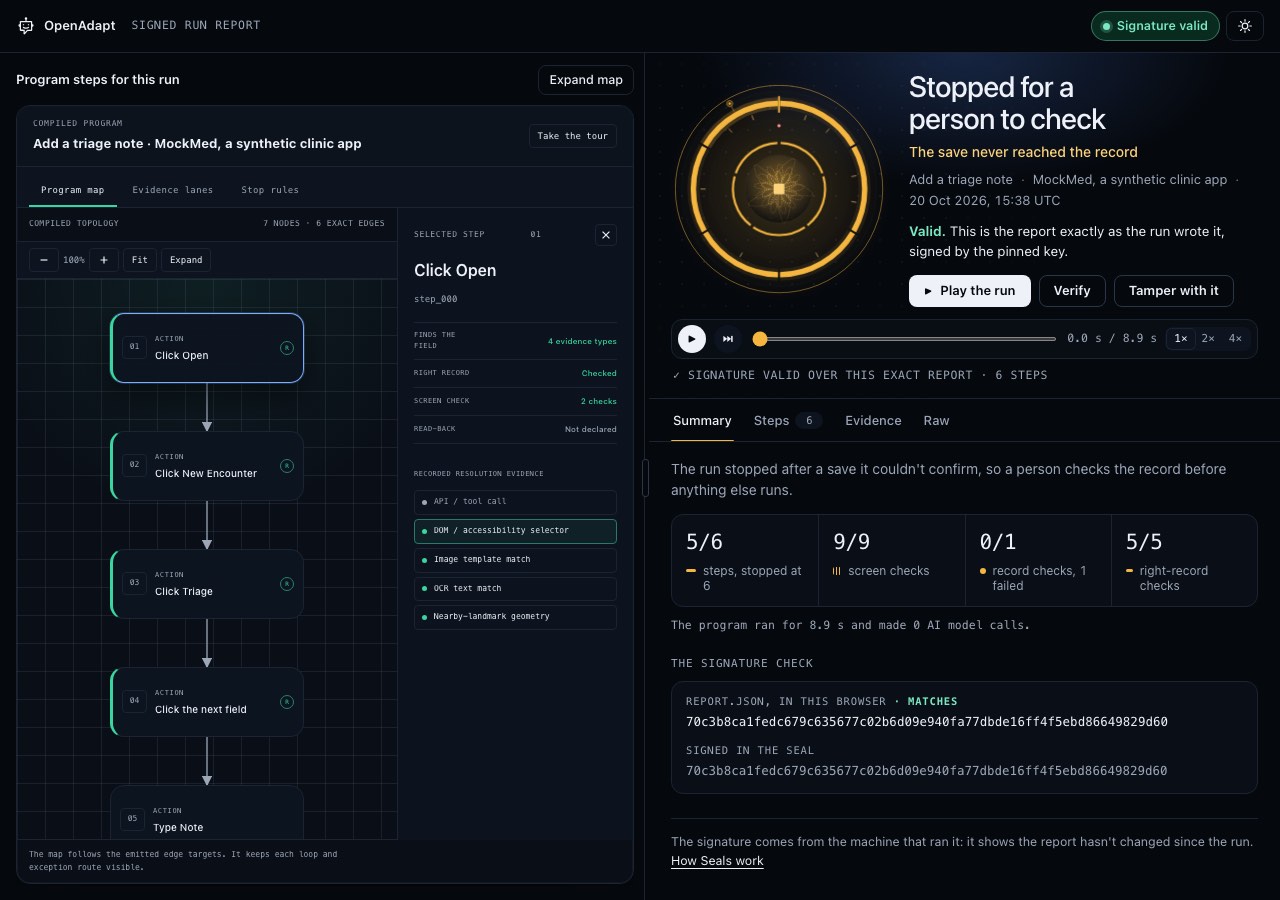 OpenAdapt SIGNED RUN REPORT
Signature valid
Program steps for this run
Expand map
COMPILED PROGRAM
Add a triage note · MockMed, a synthetic clinic app
Take the tour
Program map Evidence lanes Stop rules
COMPILED TOPOLOGY 7 NODES · 6 EXACT EDGES
− 100% + Fit Expand
01 ACTION
Click Open
R
02 ACTION
Click New Encounter
R
03 ACTION
Click Triage
R
04 ACTION
Click the next field
R
05 ACTION
Type Note
The map follows the emitted edge targets. It keeps each loop and
exception route visible.
SELECTED STEP 01
Click Open
step_000
FINDS THE
FIELD
4 evidence types
RIGHT RECORD Checked
SCREEN CHECK 2 checks
READ-BACK Not declared
RECORDED RESOLUTION EVIDENCE
API / tool call
DOM / accessibility selector
Image template match
OCR text match
Nearby-landmark geometry
Stopped for a
person to check
The save never reached the record
Add a triage note · MockMed, a synthetic clinic app ·
20 Oct 2026, 15:38 UTC
Valid. This is the report exactly as the run wrote it,
signed by the pinned key.
Play the run Verify Tamper with it
0.0 s / 8.9 s 1× 2× 4×
✓ SIGNATURE VALID OVER THIS EXACT REPORT · 6 STEPS
Summary Steps 6 Evidence Raw
The run stopped after a save it couldn't confirm, so a person checks the record before
anything else runs.
5/6
steps, stopped at
6
9/9
screen checks
0/1
record checks, 1
failed
5/5
right-record
checks
The program ran for 8.9 s and made 0 AI model calls.
THE SIGNATURE CHECK
REPORT.JSON, IN THIS BROWSER · MATCHES
70c3b8ca1fedc679c635677c02b6d09e940fa77dbde16ff4f5ebd86649829d60
SIGNED IN THE SEAL
70c3b8ca1fedc679c635677c02b6d09e940fa77dbde16ff4f5ebd86649829d60
The signature comes from the machine that ran it: it shows the report hasn't changed since the run.
How Seals work